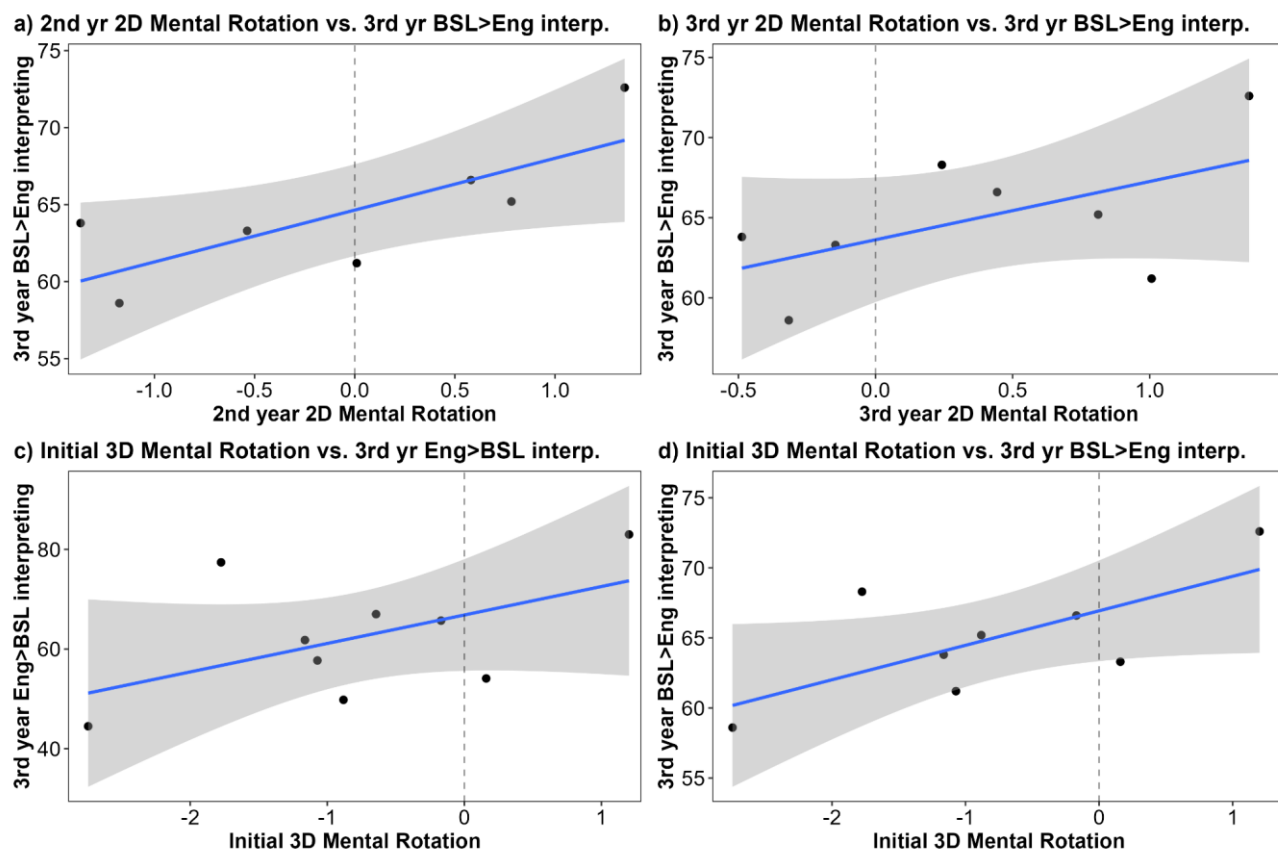 a) 2nd yr 2D Mental Rotation vs. 3rd yr BSL>Eng interp.
3rd year BSL>Eng interpreting
75
70
65
60
55
-1.0
-0.5
0.0
0.5
1.0
2nd year 2D Mental Rotation
b) 3rd yr 2D Mental Rotation vs. 3rd yr BSL>Eng interp.
3rd year BSL>Eng interpreting
75
70
65
60
-0.5
0.0
0.5
1.0
3rd year 2D Mental Rotation
c) Initial 3D Mental Rotation vs. 3rd yr Eng>BSL interp.
3rd year Eng>BSL interpreting
80
60
40
-2
-1
0
1
Initial 3D Mental Rotation
d) Initial 3D Mental Rotation vs. 3rd yr BSL>Eng interp.
3rd year BSL>Eng interpreting
75
70
65
60
55
-2
-1
0
1
Initial 3D Mental Rotation